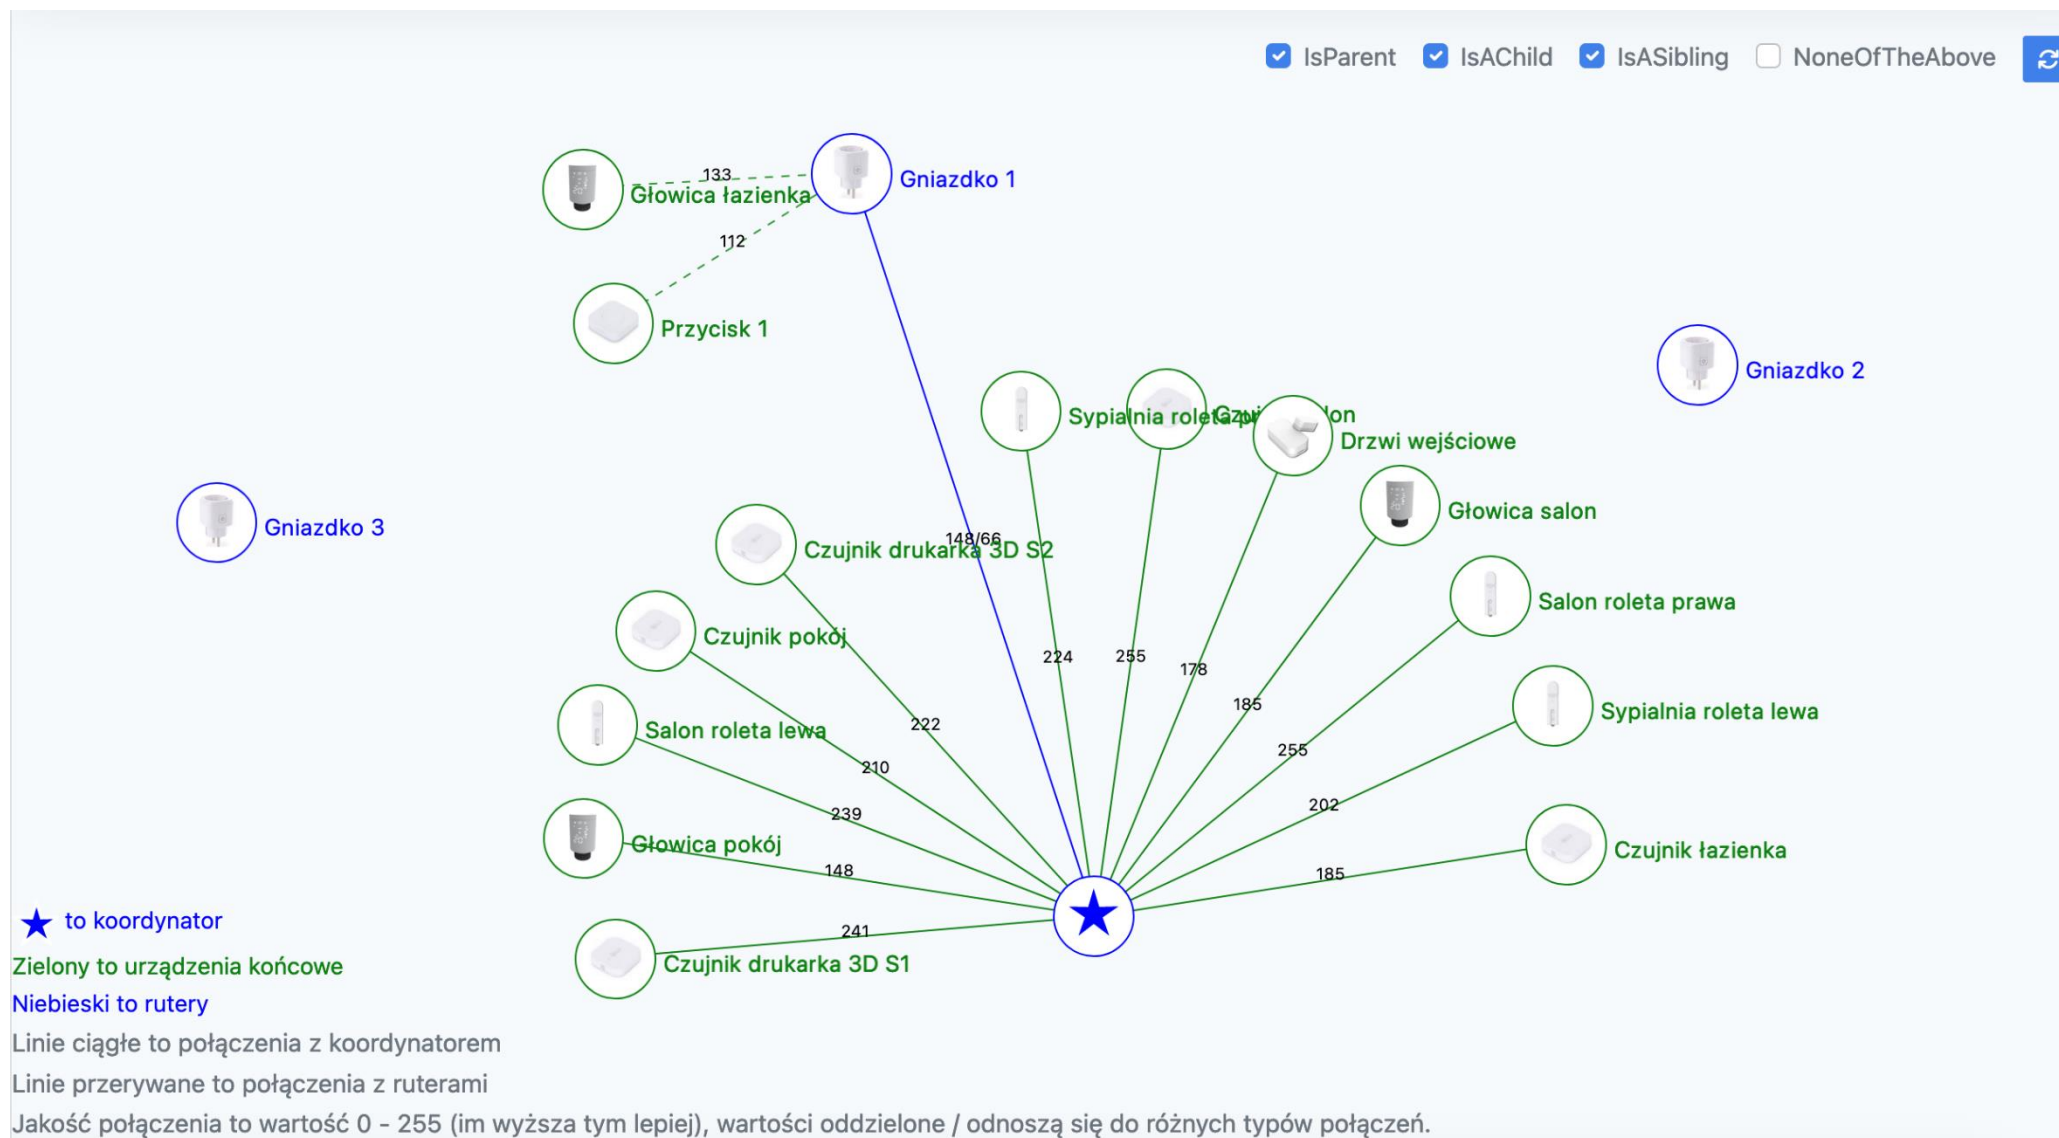 IsParent IsAChild IsASibling NoneOfTheAbove
133
Głowica łazienka
Gniazdko 1
112
Przycisk 1
Gniazdko 2
Sypialnia roleta
Drzwi wejściowe
Głowica salon
Gniazdko 3
148/66
Czujnik drukarka 3D S2
Salon roleta prawa
Czujnik pokój
224
255
178
185
Sypialnia roleta lewa
Salon roleta lewa
222
255
210
202
239
Głowica pokój
Czujnik łazienka
148
185
241
Czujnik drukarka 3D S1
to koordynator
Zielony to urządzenia końcowe
Niebieski to rutery
Linie ciągłe to połączenia z koordynatorem
Linie przerywane to połączenia z ruterami
Jakość połączenia to wartość 0 - 255 (im wyższa tym lepiej), wartości oddzielone / odnoszą się do różnych typów połączeń.